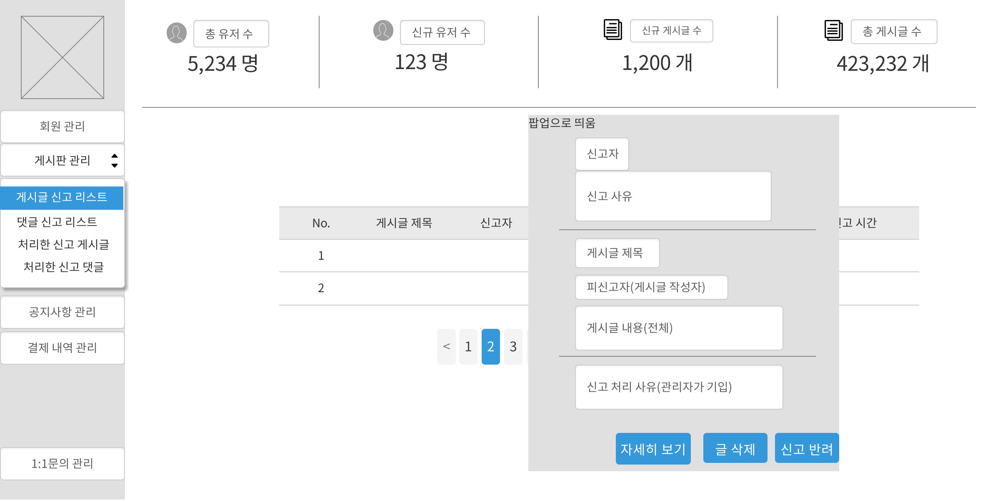 총 유저 수
5,234 명
신규 유저 수
123 명
신규 게시글 수
1,200 개
총 게시글 수
423,232 개
회원 관리
게시판 관리
게시글 신고 리스트
댓글 신고 리스트
처리한 신고 게시글
처리한 신고 댓글
공지사항 관리
결제 내역 관리
1:1문의 관리
No. 게시글 제목 신고자 신고 시간
1
2
< 1 2 3
팝업으로 띄움
신고자
신고 사유
게시글 제목
피신고자(게시글 작성자)
게시글 내용(전체)
신고 처리 사유(관리자가 기입)
자세히 보기 글 삭제 신고 반려